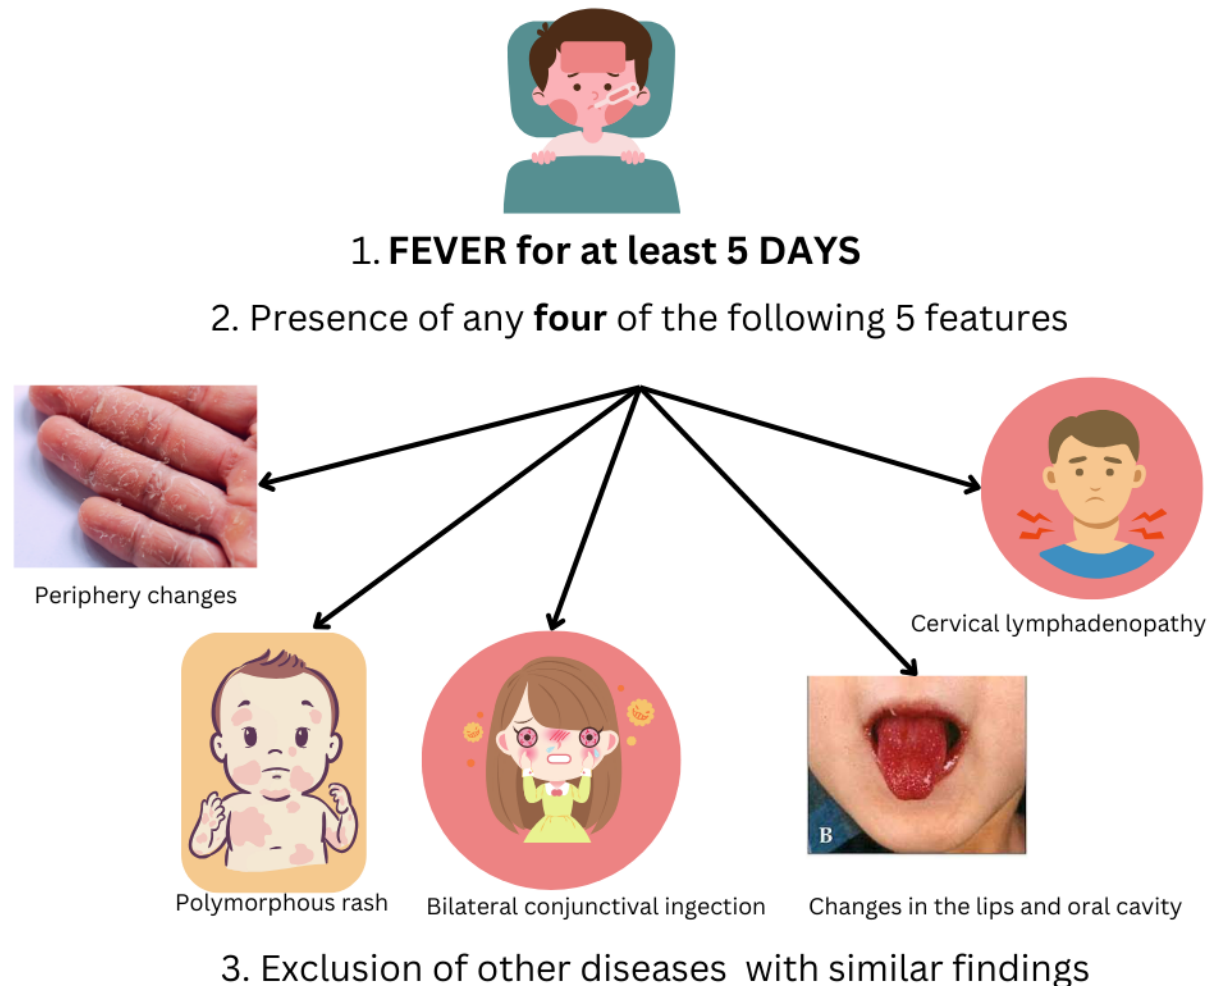 1. FEVER for at least 5 DAYS
2. Presence of any four of the following 5 features
Periphery changes
Cervical lymphadenopathy
B
Polymorphous rash
Bilateral conjunctival ingection
Changes in the lips and oral cavity
3. Exclusion of other diseases with similar findings